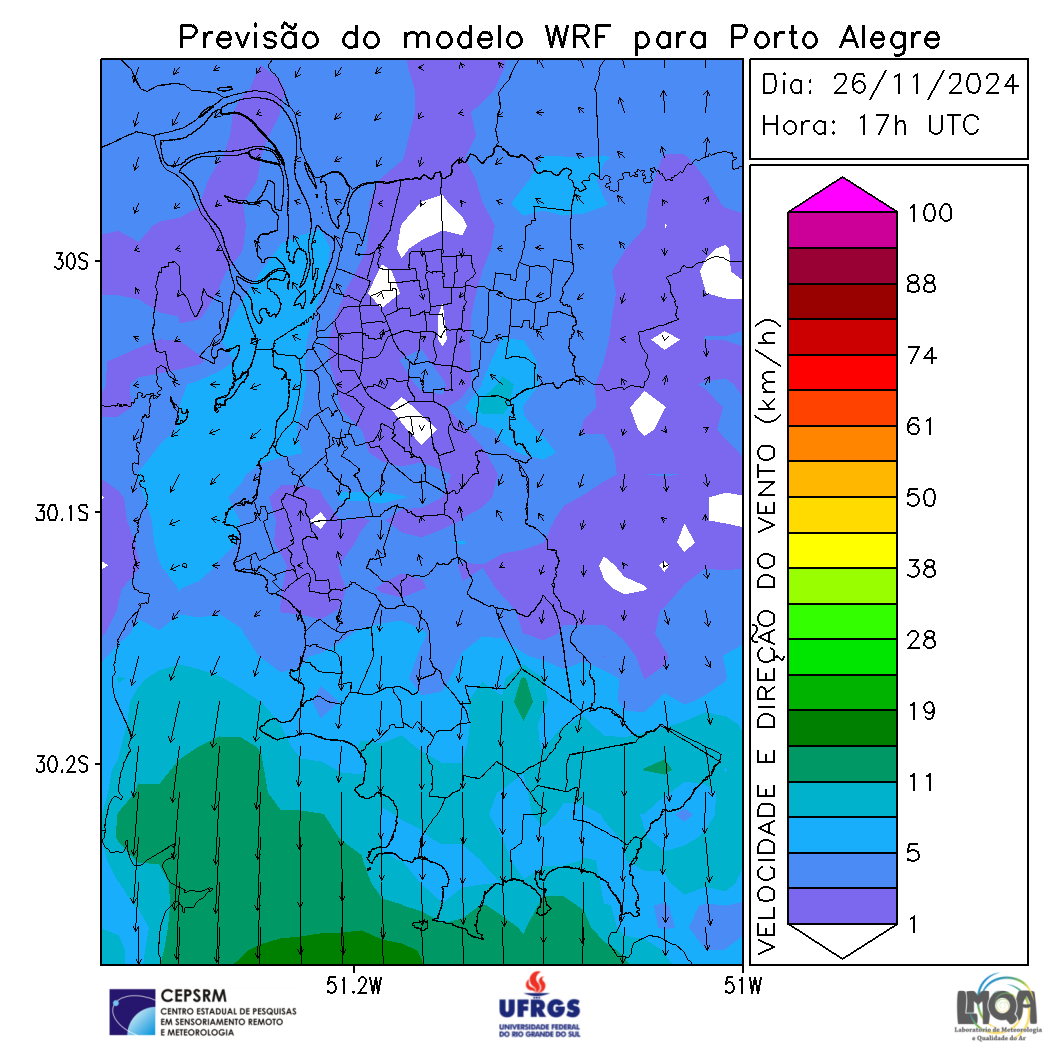 Previsão do modelo WRF para Porto Alegre
Dia: 26/11/2024
Hora: 17h UTC
30S
30.1S
30.2S
51.2W
51W
VELOCIDADE E DIREÇÃO DO VENTO (km/h)
100
88
74
61
50
38
28
19
11
5
1
CEPSRM
CENTRO ESTADUAL DE PESQUISAS
EM SENSORIAMENTO REMOTO
E METEOROLOGIA
UFRGS
UNIVERSIDADE FEDERAL
DO RIO GRANDE DO SUL
LMQA
Laboratório de Meteorologia
e Qualidade do Ar